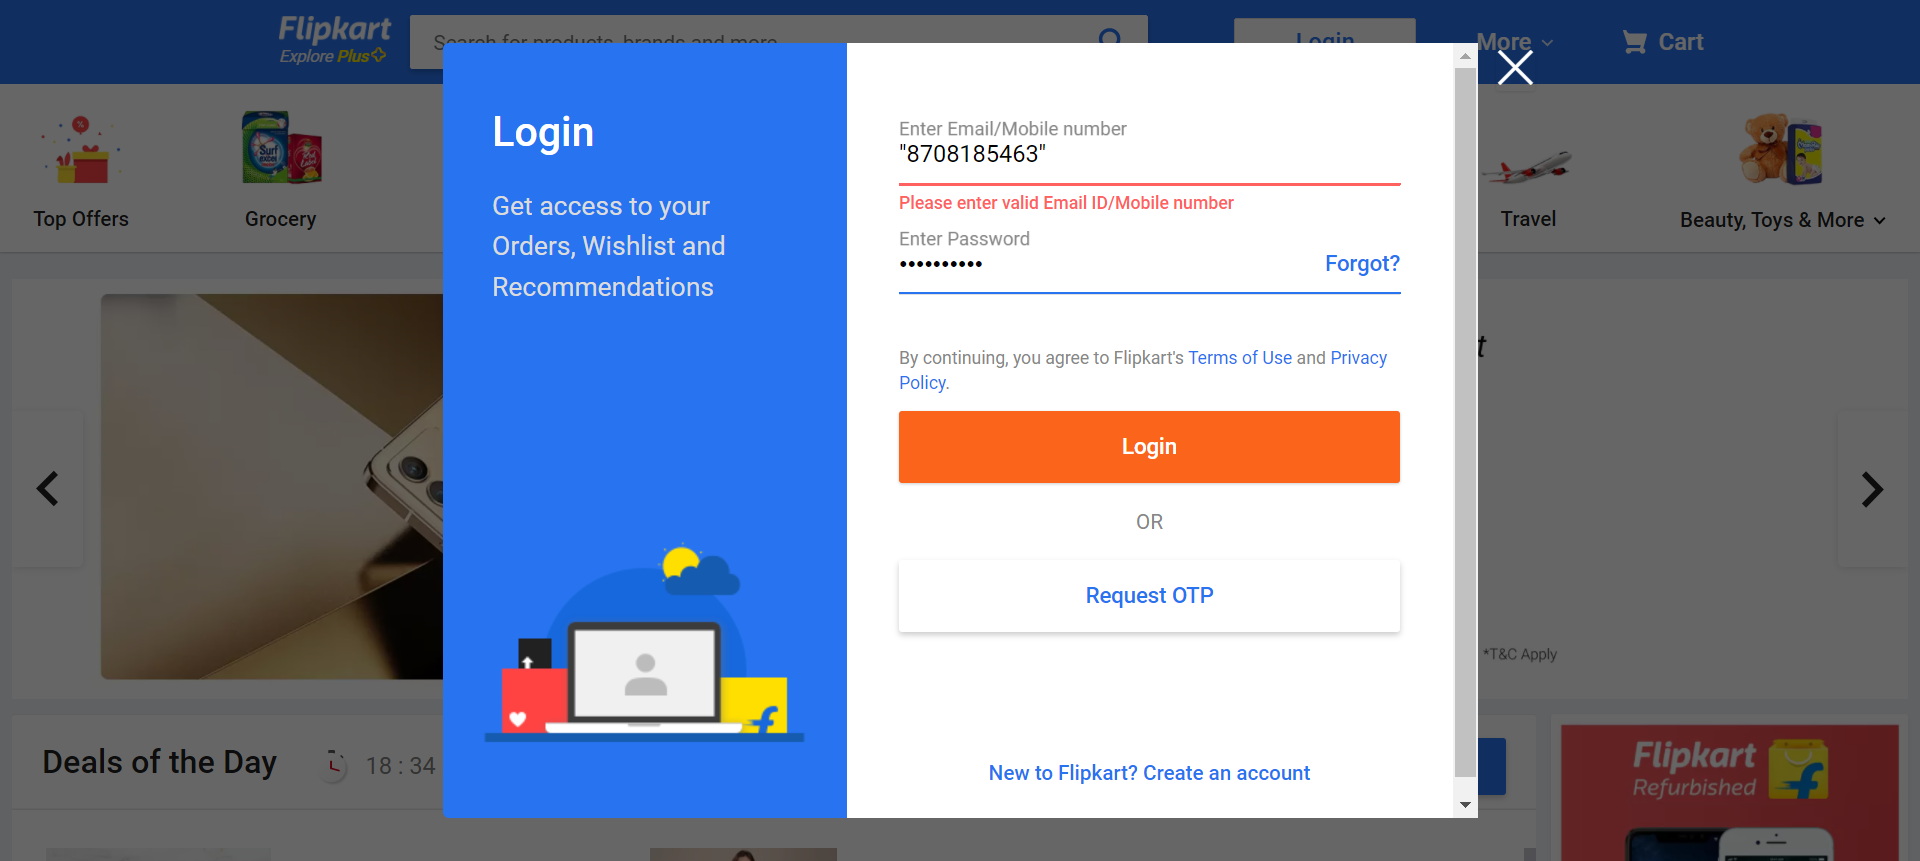 Flipkart
Explore Plus
Search for products, brands and more
Login
More
Cart
Top Offers
Grocery
Travel
Beauty, Toys & More
Login
Get access to your
Orders, Wishlist and
Recommendations
Enter Email/Mobile number
"8708185463"
Please enter valid Email ID/Mobile number
Enter Password
••••••••••
Forgot?
By continuing, you agree to Flipkart's Terms of Use and Privacy
Policy.
Login
OR
Request OTP
New to Flipkart? Create an account
*T&C Apply
Deals of the Day
18 : 34
Flipkart
Refurbished